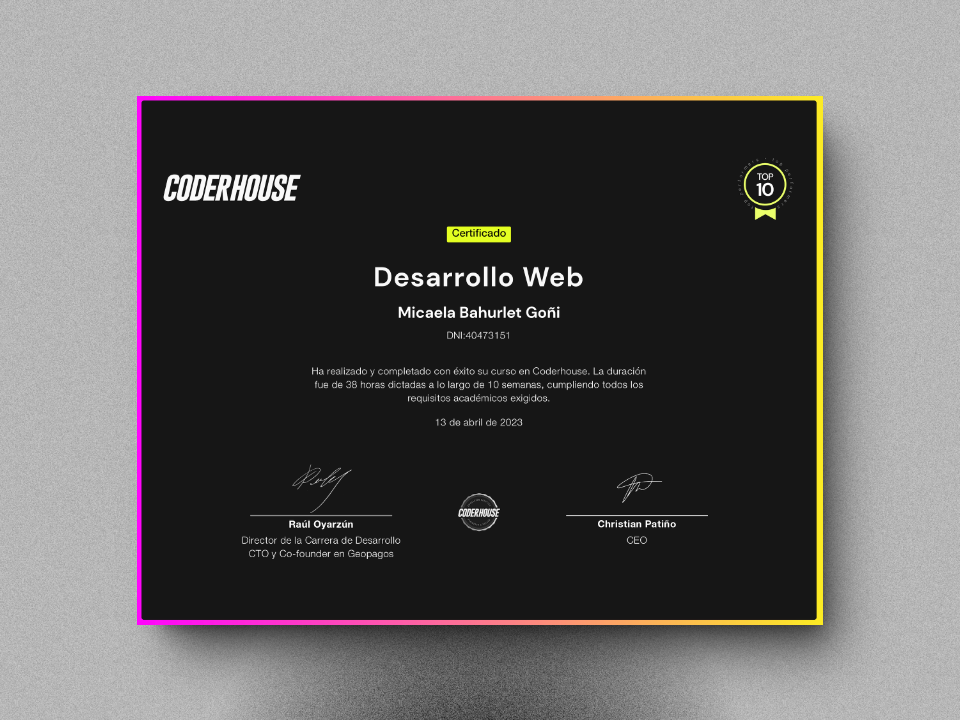 CODERHOUSE
TOP
10
Certificado
Desarrollo Web
Micaela Bahurlet Goñi
DNI:40473151
Ha realizado y completado con éxito su curso en Coderhouse. La duración
fue de 38 horas dictadas a lo largo de 10 semanas, cumpliendo todos los
requisitos académicos exigidos.
13 de abril de 2023
CODERHOUSE
Raúl Oyarzún
Director de la Carrera de Desarrollo
CTO y Co-founder en Geopagos
Christian Patiño
CEO